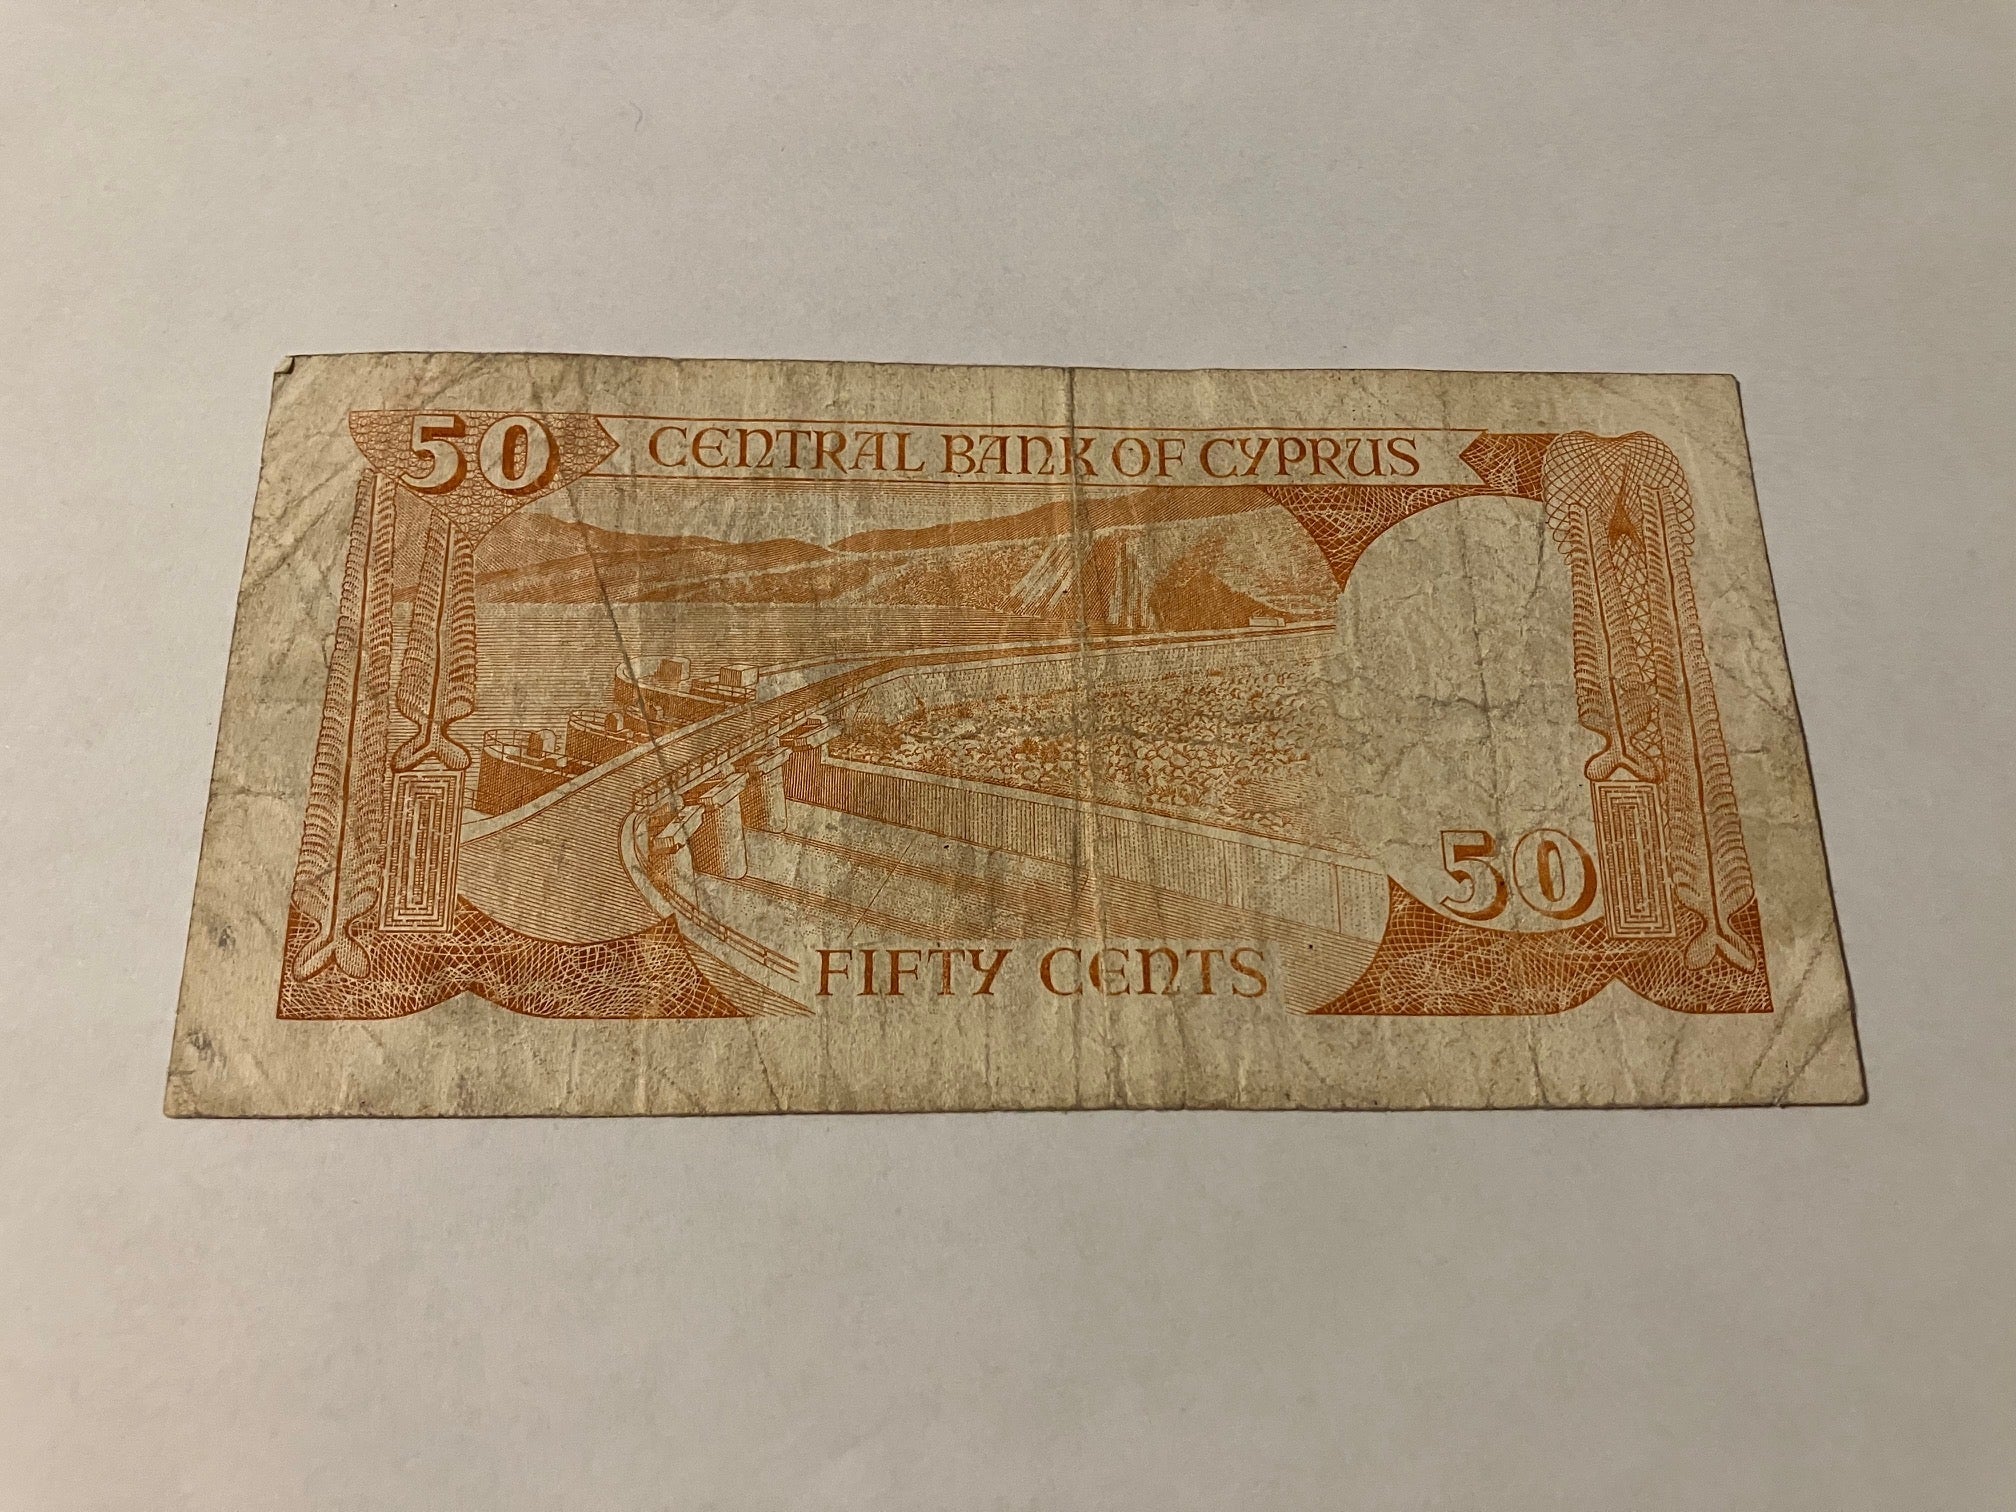 50 CENTRAL BANK OF CYPRUS
50
FIFTY CENTS